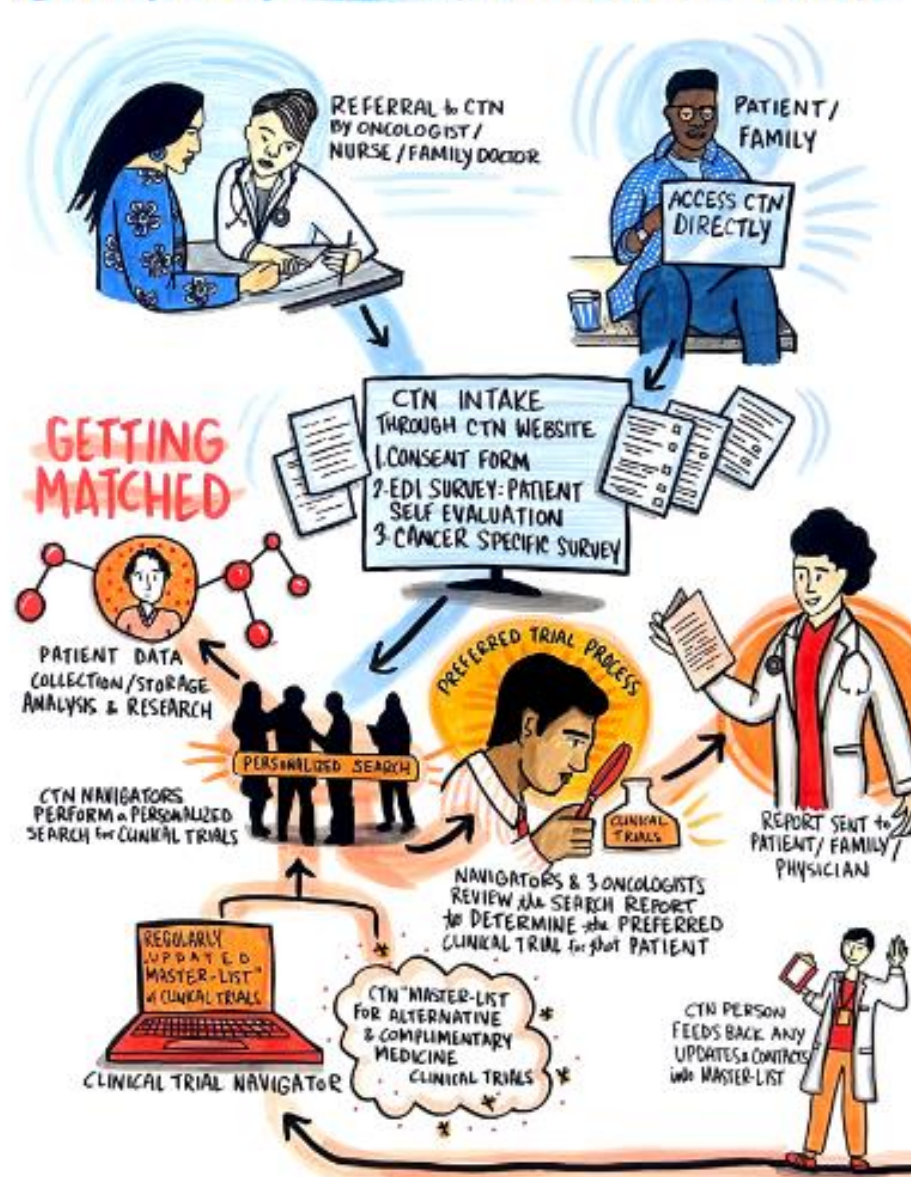 REFERRAL to CTN
BY ONCOLOGIST/
NURSE/FAMILY DOCTOR
PATIENT/
FAMILY
ACCESS CTN
DIRECTLY
CTN INTAKE
THROUGH CTN WEBSITE
1. CONSENT FORM
2. EDI SURVEY: PATIENT
SELF EVALUATION
3. CANCER SPECIFIC SURVEY
GETTING
MATCHED
PATIENT DATA
COLLECTION/STORAGE
ANALYSIS & RESEARCH
PERSONALIZED SEARCH
CTN NAVIGATORS
PERFORM a PERSONALIZED
SEARCH for CLINICAL TRIALS
PREFERRED TRIAL PROCESS
CLINICAL
TRIALS
NAVIGATORS & 3 ONCOLOGISTS
REVIEW the SEARCH REPORT
to DETERMINE the PREFERRED
CLINICAL TRIAL for that PATIENT
REPORT SENT to
PATIENT/FAMILY/
PHYSICIAN
REGULARLY
"UPDATED
MASTER-LIST"
of CLINICAL TRIALS
CLINICAL TRIAL NAVIGATOR
CTN "MASTER-LIST
FOR ALTERNATIVE
& COMPLIMENTARY
MEDICINE
CLINICAL TRIALS
CTN PERSON
FEEDS BACK ANY
UPDATES & CONTACTS
into MASTER-LIST